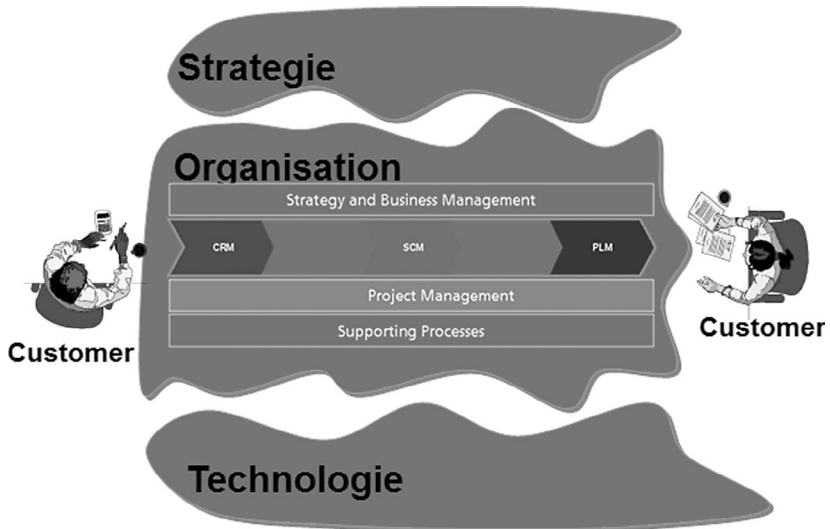 Strategie
Organisation
Strategy and Business Management
CRM
SCM
PLM
Project Management
Supporting Processes
Customer
Customer
Technologie